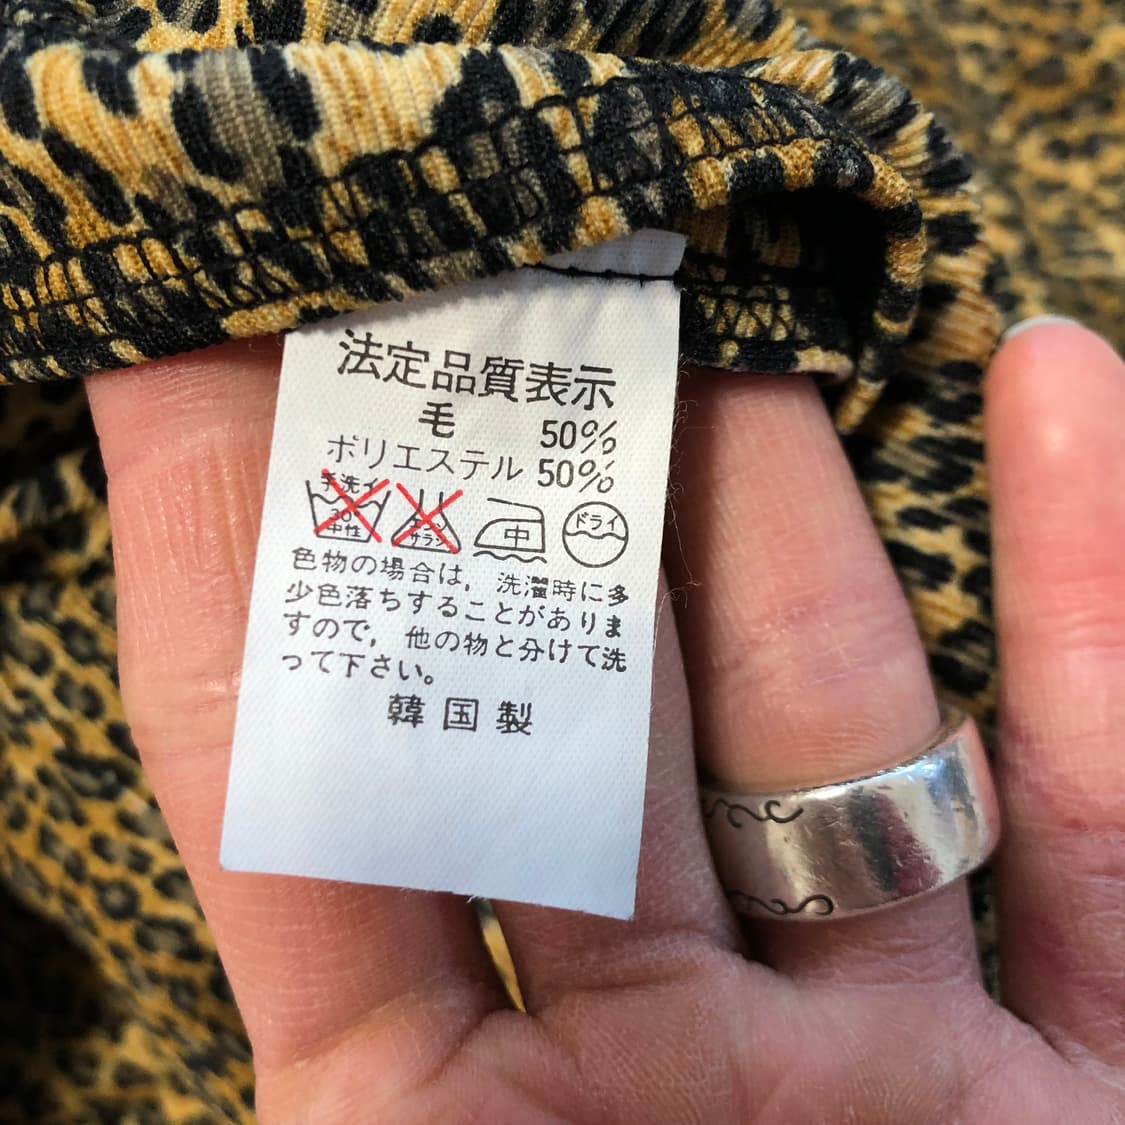 法定品質表示
毛 50%
ポリエステル 50%
手洗イ
30°
中性
エンソ
サラシ
中
ドライ
色物の場合は, 洗濯時に多
少色落ちすることがありま
すので, 他の物と分けて洗
って下さい。
韓国製